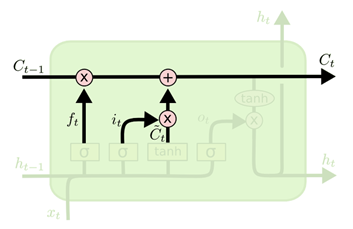 h_t
C_{t-1} x + C_t
tanh
f_t i_t x o_t x
C̃_t
σ σ tanh σ
h_{t-1} h_t
x_t